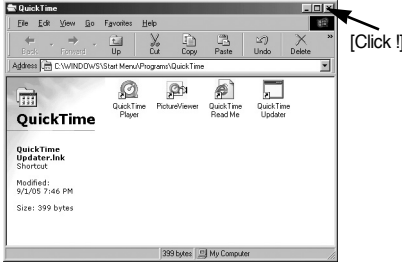 QuickTime
File Edit View Go Favorites Help
Back Forward Up Cut Copy Paste Undo Delete »
[Click !]
Address C:\WINDOWS\Start Menu\Programs\QuickTime
QuickTime Player
PictureViewer
QuickTime Read Me
QuickTime Updater
QuickTime
QuickTime
Updater.lnk
Shortcut
Modified:
9/1/05 7:46 PM
Size: 399 bytes
399 bytes My Computer